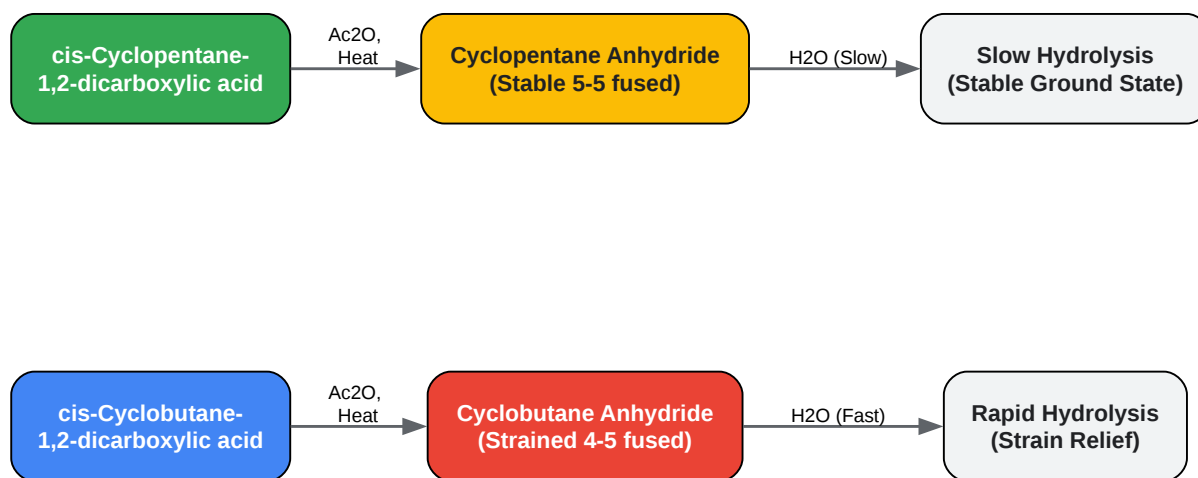 cis-Cyclopentane-
1,2-dicarboxylic acid
Ac2O,
Heat
Cyclopentane Anhydride
(Stable 5-5 fused)
H2O (Slow)
Slow Hydrolysis
(Stable Ground State)
cis-Cyclobutane-
1,2-dicarboxylic acid
Ac2O,
Heat
Cyclobutane Anhydride
(Strained 4-5 fused)
H2O (Fast)
Rapid Hydrolysis
(Strain Relief)